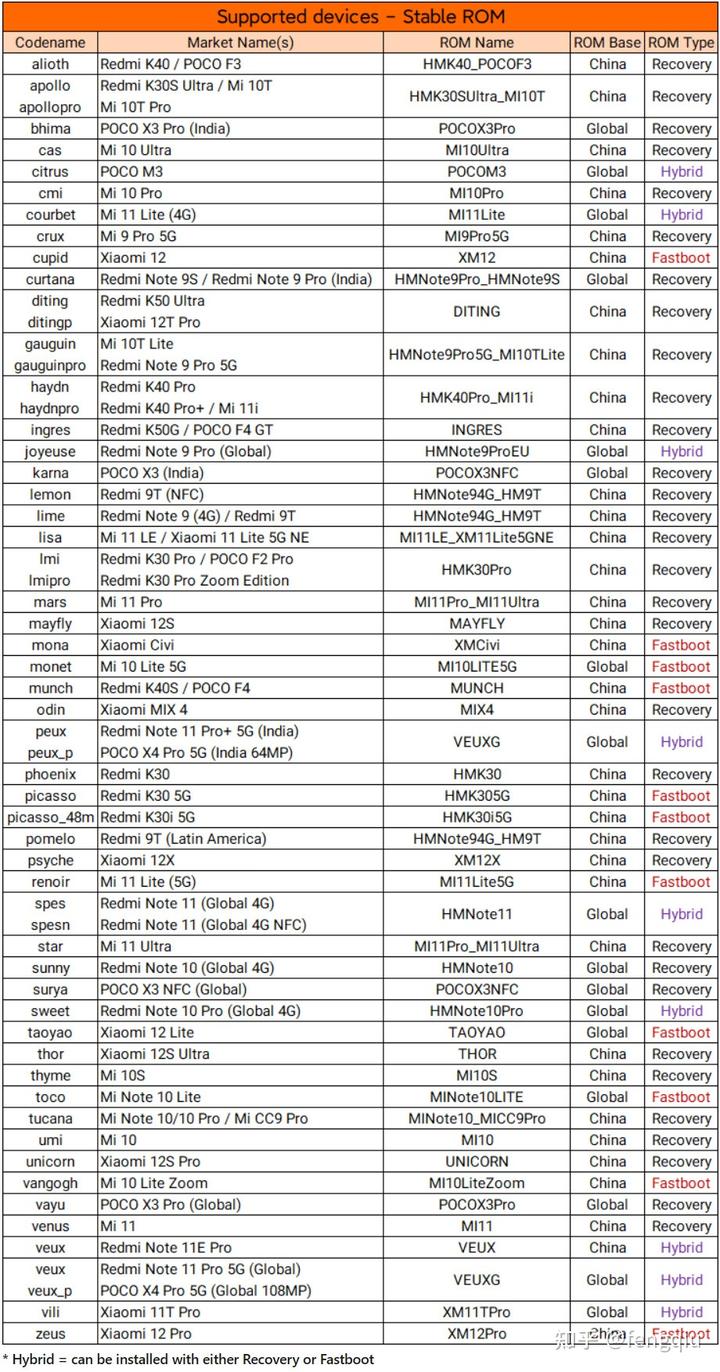 Supported devices – Stable ROM
Codename Market Name(s) ROM Name ROM Base ROM Type
alioth Redmi K40 / POCO F3 HMK40_POCOF3 China Recovery
apollo Redmi K30S Ultra / Mi 10T HMK30SUltra_MI10T China Recovery
apollopro Mi 10T Pro
bhima POCO X3 Pro (India) POCOX3Pro Global Recovery
cas Mi 10 Ultra MI10Ultra China Recovery
citrus POCO M3 POCOM3 Global Hybrid
cmi Mi 10 Pro MI10Pro China Recovery
courbet Mi 11 Lite (4G) MI11Lite Global Hybrid
crux Mi 9 Pro 5G MI9Pro5G China Recovery
cupid Xiaomi 12 XM12 China Fastboot
curtana Redmi Note 9S / Redmi Note 9 Pro (India) HMNote9Pro_HMNote9S Global Recovery
diting Redmi K50 Ultra DITING China Recovery
ditingp Xiaomi 12T Pro
gauguin Mi 10T Lite HMNote9Pro5G_MI10TLite China Recovery
gauguinpro Redmi Note 9 Pro 5G
haydn Redmi K40 Pro HMK40Pro_MI11i China Recovery
haydnpro Redmi K40 Pro+ / Mi 11i
ingres Redmi K50G / POCO F4 GT INGRES China Recovery
joyeuse Redmi Note 9 Pro (Global) HMNote9ProEU Global Hybrid
karna POCO X3 (India) POCOX3NFC Global Recovery
lemon Redmi 9T (NFC) HMNote94G_HM9T China Recovery
lime Redmi Note 9 (4G) / Redmi 9T HMNote94G_HM9T China Recovery
lisa Mi 11 LE / Xiaomi 11 Lite 5G NE MI11LE_XM11Lite5GNE China Recovery
lmi Redmi K30 Pro / POCO F2 Pro HMK30Pro China Recovery
lmipro Redmi K30 Pro Zoom Edition
mars Mi 11 Pro MI11Pro_MI11Ultra China Recovery
mayfly Xiaomi 12S MAYFLY China Recovery
mona Xiaomi Civi XMCivi China Fastboot
monet Mi 10 Lite 5G MI10LITE5G Global Fastboot
munch Redmi K40S / POCO F4 MUNCH China Fastboot
odin Xiaomi MIX 4 MIX4 China Recovery
peux Redmi Note 11 Pro+ 5G (India) VEUXG Global Hybrid
peux_p POCO X4 Pro 5G (India 64MP)
phoenix Redmi K30 HMK30 China Recovery
picasso Redmi K30 5G HMK305G China Fastboot
picasso_48m Redmi K30i 5G HMK30i5G China Fastboot
pomelo Redmi 9T (Latin America) HMNote94G_HM9T China Recovery
psyche Xiaomi 12X XM12X China Recovery
renoir Mi 11 Lite (5G) MI11Lite5G China Fastboot
spes Redmi Note 11 (Global 4G) HMNote11 Global Hybrid
spesn Redmi Note 11 (Global 4G NFC)
star Mi 11 Ultra MI11Pro_MI11Ultra China Recovery
sunny Redmi Note 10 (Global 4G) HMNote10 Global Recovery
surya POCO X3 NFC (Global) POCOX3NFC Global Recovery
sweet Redmi Note 10 Pro (Global 4G) HMNote10Pro Global Hybrid
taoyao Xiaomi 12 Lite TAOYAO Global Fastboot
thor Xiaomi 12S Ultra THOR China Recovery
thyme Mi 10S MI10S China Recovery
toco Mi Note 10 Lite MINote10LITE Global Fastboot
tucana Mi Note 10/10 Pro / Mi CC9 Pro MINote10_MICC9Pro China Recovery
umi Mi 10 MI10 China Recovery
unicorn Xiaomi 12S Pro UNICORN China Recovery
vangogh Mi 10 Lite Zoom MI10LiteZoom China Fastboot
vayu POCO X3 Pro (Global) POCOX3Pro Global Recovery
venus Mi 11 MI11 China Recovery
veux Redmi Note 11E Pro VEUX China Hybrid
veux Redmi Note 11 Pro 5G (Global) VEUXG Global Hybrid
veux_p POCO X4 Pro 5G (Global 108MP)
vili Xiaomi 11T Pro XM11TPro Global Hybrid
zeus Xiaomi 12 Pro XM12Pro China Fastboot
知乎 @fengqiu
* Hybrid = can be installed with either Recovery or Fastboot